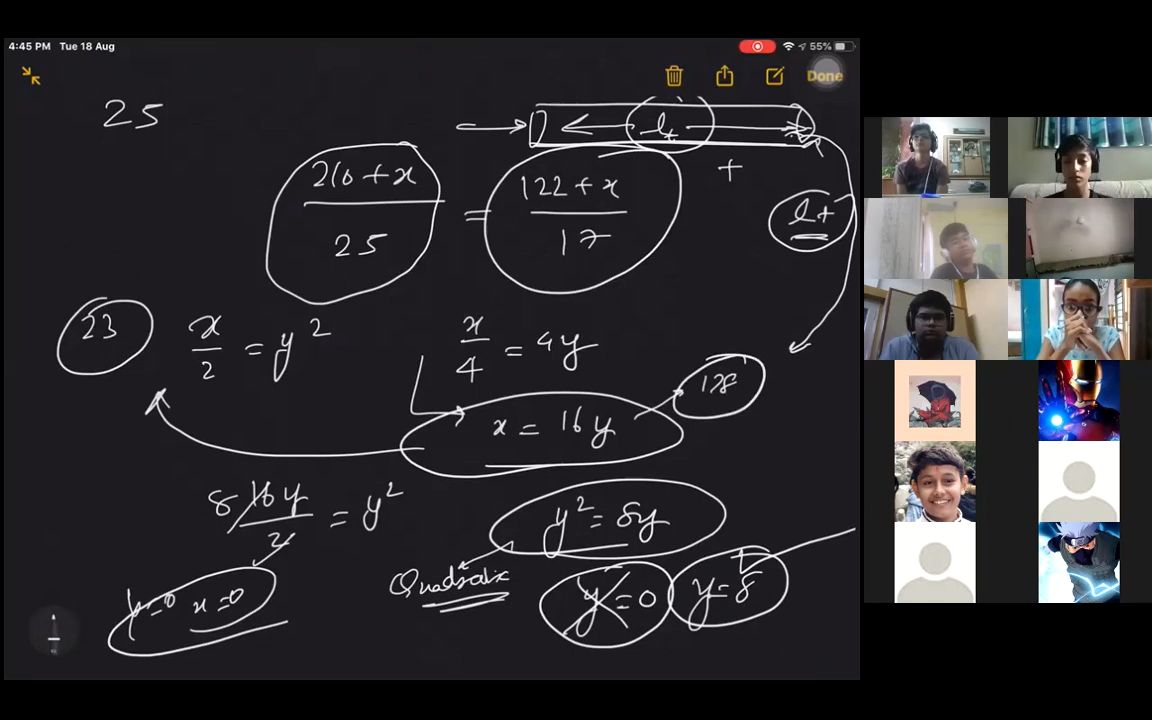 4:45 PM Tue 18 Aug 55%
Done
25
l+
210 + x / 25 = 122 + x / 17
+
l+
23 x/2 = y² x/4 = 4y
x = 16y 128
8 16y / 2 = y²
y² = 8y
Quadratic
y=0 x=0 y=0 y=8